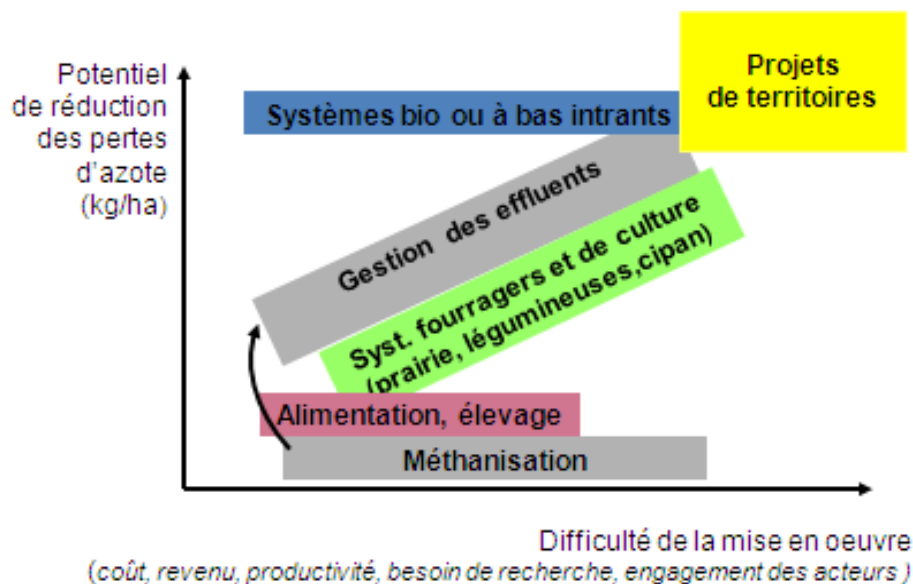 Potentiel
de réduction
des pertes
d'azote
(kg/ha)
Projets
de territoires
Systèmes bio ou à bas intrants
Gestion des effluents
Syst. fourragers et de culture
(prairie, légumineuses,cipan)
Alimentation, élevage
Méthanisation
Difficulté de la mise en oeuvre
(coût, revenu, productivité, besoin de recherche, engagement des acteurs )